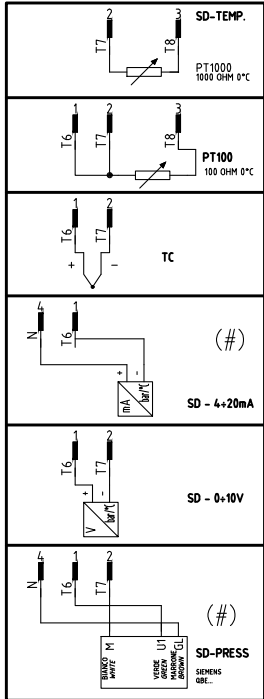 2 3 SD-TEMP.
T7 T8
PT1000
1000 OHM 0°C
1 2 3
T6 T7 T8
PT100
100 OHM 0°C
1 2
T6 T7
+ - TC
4 1
N T6
(#)
+ -
mA bar/°C
SD - 4÷20mA
1 2
T6 T7
+ -
V bar/°C
SD - 0÷10V
4 1 2
N T6 T7
(#)
BIANCO
WHITE
M
VERDE
GREEN
U1
MARRONE
BROWN
GL
SD-PRESS
SIEMENS
QBE...